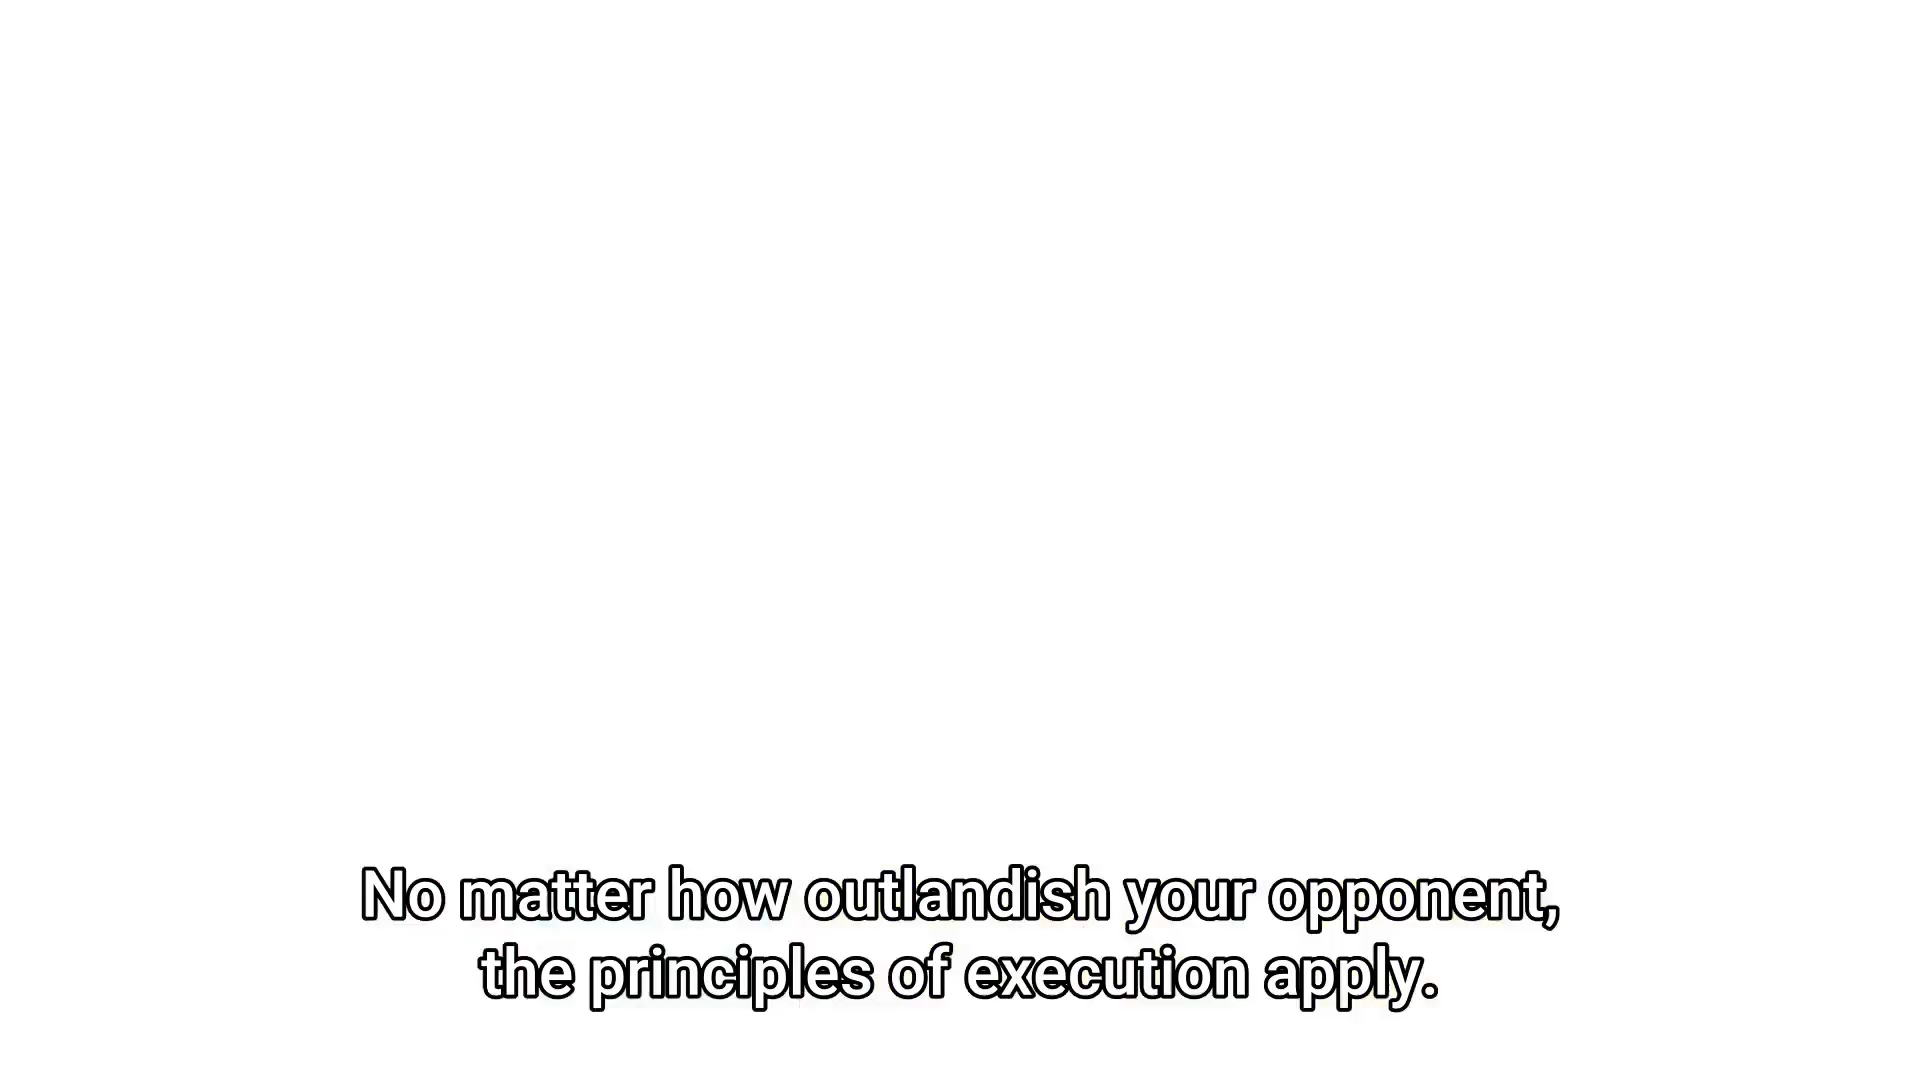 No matter how outlandish your opponent,
the principles of execution apply.